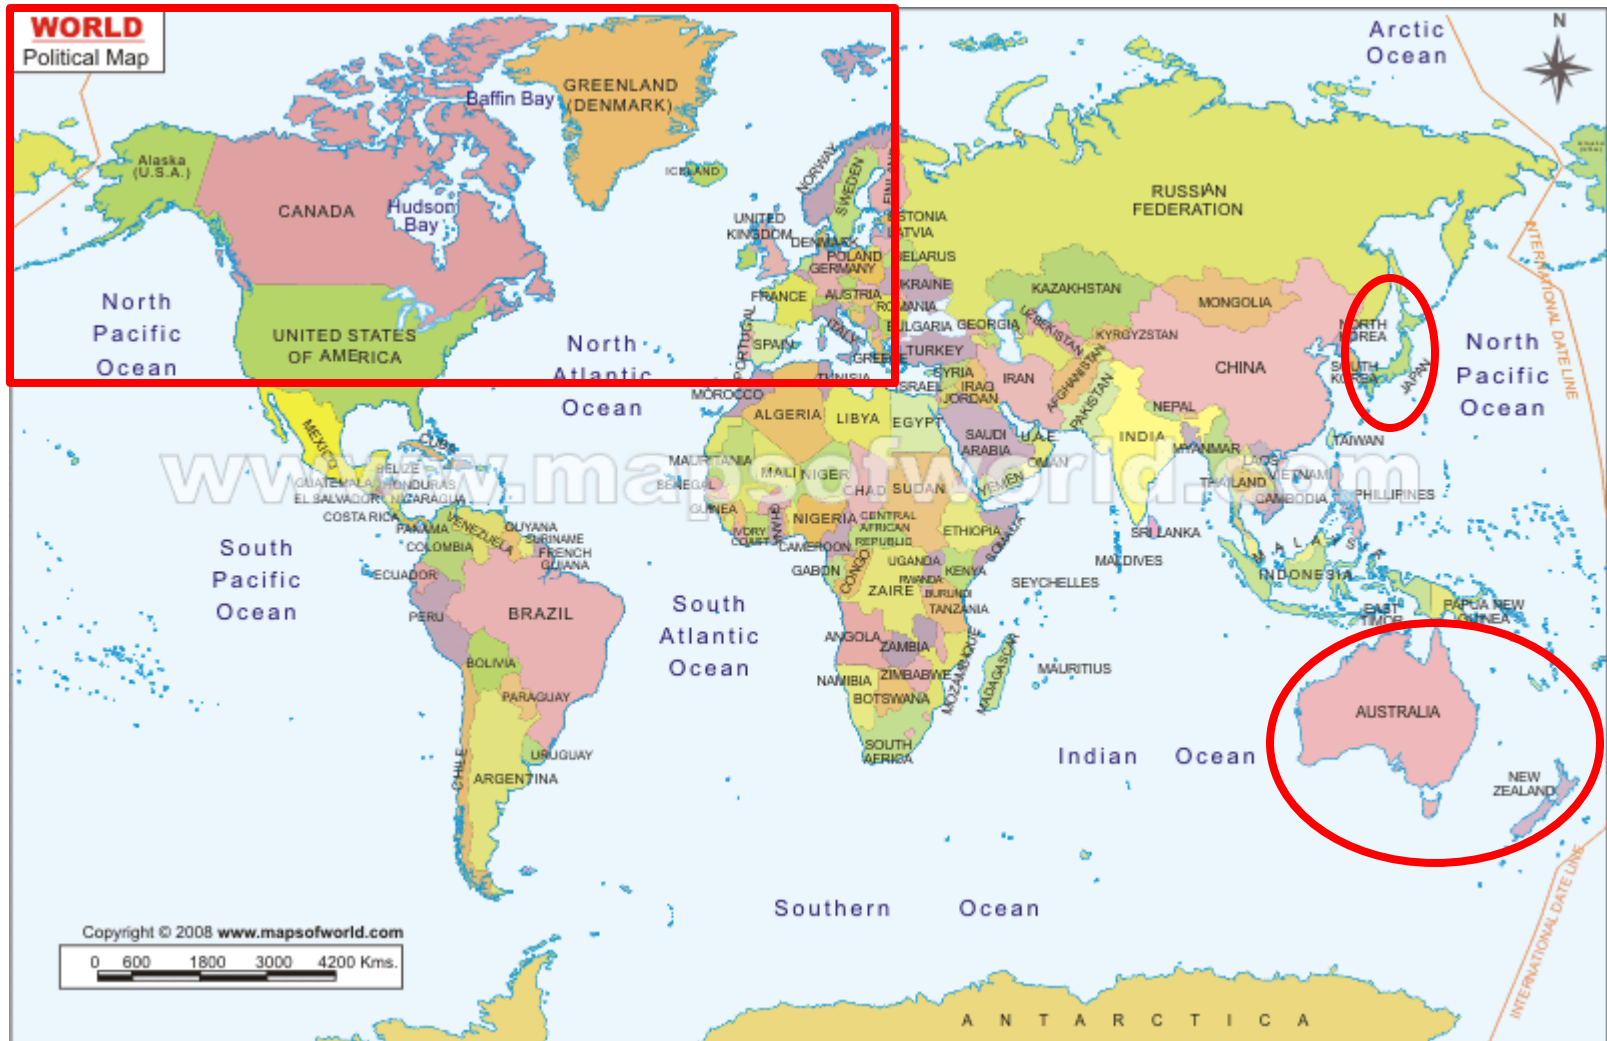 WORLD
Political Map
Arctic
Ocean
N
GREENLAND
(DENMARK)
Baffin Bay
Alaska
(U.S.A.)
ICELAND
NORWAY
SWEDEN
RUSSIAN
FEDERATION
CANADA
Hudson
Bay
UNITED
KINGDOM
ESTONIA
LATVIA
DENMARK
POLAND
BELARUS
GERMANY
UKRAINE
FRANCE
AUSTRIA
ROMANIA
KAZAKHSTAN
MONGOLIA
INTERNATIONAL DATE LINE
North
Pacific
Ocean
UNITED STATES
OF AMERICA
PORTUGAL
SPAIN
ITALY
BULGARIA
GEORGIA
UZBEKISTAN
KYRGYZSTAN
NORTH
KOREA
North
Atlantic
Ocean
GREECE
TURKEY
SYRIA
IRAN
AFGHANISTAN
CHINA
SOUTH
KOREA
JAPAN
North
Pacific
Ocean
TUNISIA
MOROCCO
ISRAEL
IRAQ
JORDAN
PAKISTAN
NEPAL
ALGERIA
LIBYA
EGYPT
MEXICO
CUBA
SAUDI
ARABIA
U.A.E.
OMAN
INDIA
MYANMAR
TAIWAN
www.mapsofworld.com
BELIZE
GUATEMALA
HONDURAS
EL SALVADOR
NICARAGUA
MAURITANIA
MALI
NIGER
CHAD
SUDAN
YEMEN
LAOS
VIETNAM
THAILAND
CAMBODIA
PHILLIPINES
SENEGAL
COSTA RICA
PANAMA
VENEZUELA
GUYANA
SURINAME
FRENCH
GUIANA
GUINEA
IVORY
COAST
GHANA
NIGERIA
CENTRAL
AFRICAN
REPUBLIC
ETHIOPIA
SOMALIA
SRI LANKA
COLOMBIA
CAMEROON
MALDIVES
MALAYSIA
South
Pacific
Ocean
ECUADOR
GABON
CONGO
UGANDA
KENYA
RWANDA
BURUNDI
SEYCHELLES
INDONESIA
ZAIRE
TANZANIA
PERU
BRAZIL
South
Atlantic
Ocean
EAST
TIMOR
PAPUA NEW
GUINEA
ANGOLA
ZAMBIA
BOLIVIA
MOZAMBIQUE
MADAGASCAR
MAURITIUS
NAMIBIA
ZIMBABWE
BOTSWANA
PARAGUAY
AUSTRALIA
SOUTH
AFRICA
URUGUAY
CHILE
ARGENTINA
Indian Ocean
NEW
ZEALAND
INTERNATIONAL DATE LINE
Southern Ocean
Copyright © 2008 www.mapsofworld.com
0 600 1800 3000 4200 Kms.
ANTARCTICA